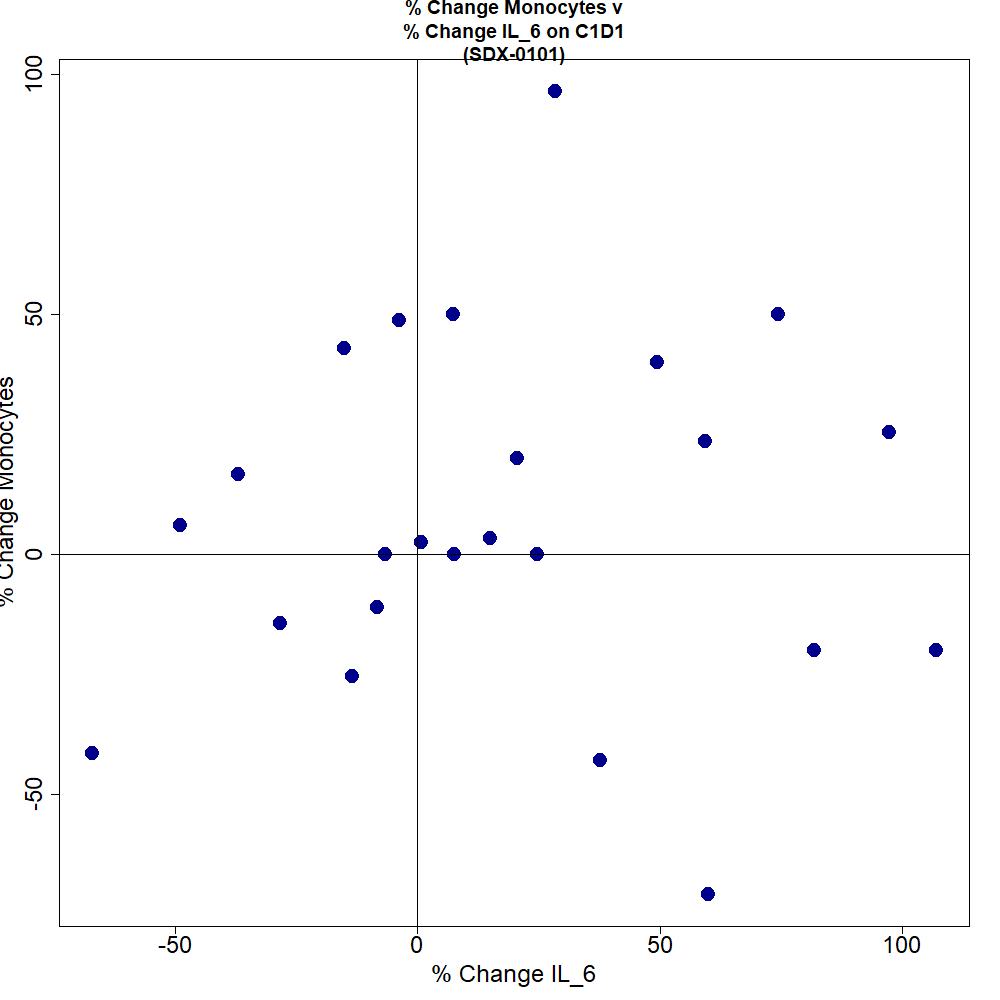 % Change Monocytes v
% Change IL_6 on C1D1
(SDX-0101)
100
50
0
-50
% Change Monocytes
-50
0
50
100
% Change IL_6